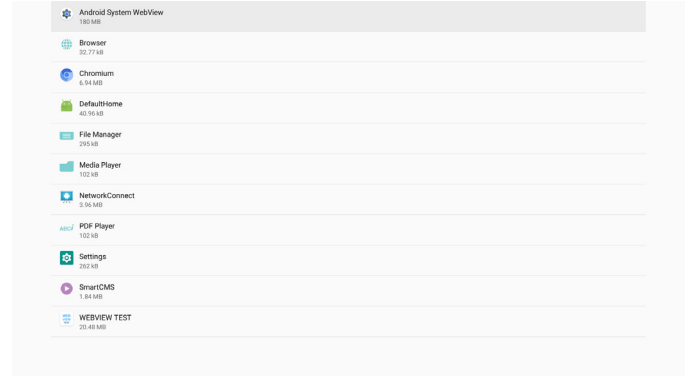 Android System WebView
180 MB
Browser
32.77 kB
Chromium
6.94 MB
DefaultHome
40.96 kB
File Manager
295 kB
Media Player
102 kB
NetworkConnect
3.96 MB
PDF Player
102 kB
Settings
262 kB
SmartCMS
1.84 MB
WEBVIEW TEST
20.48 MB